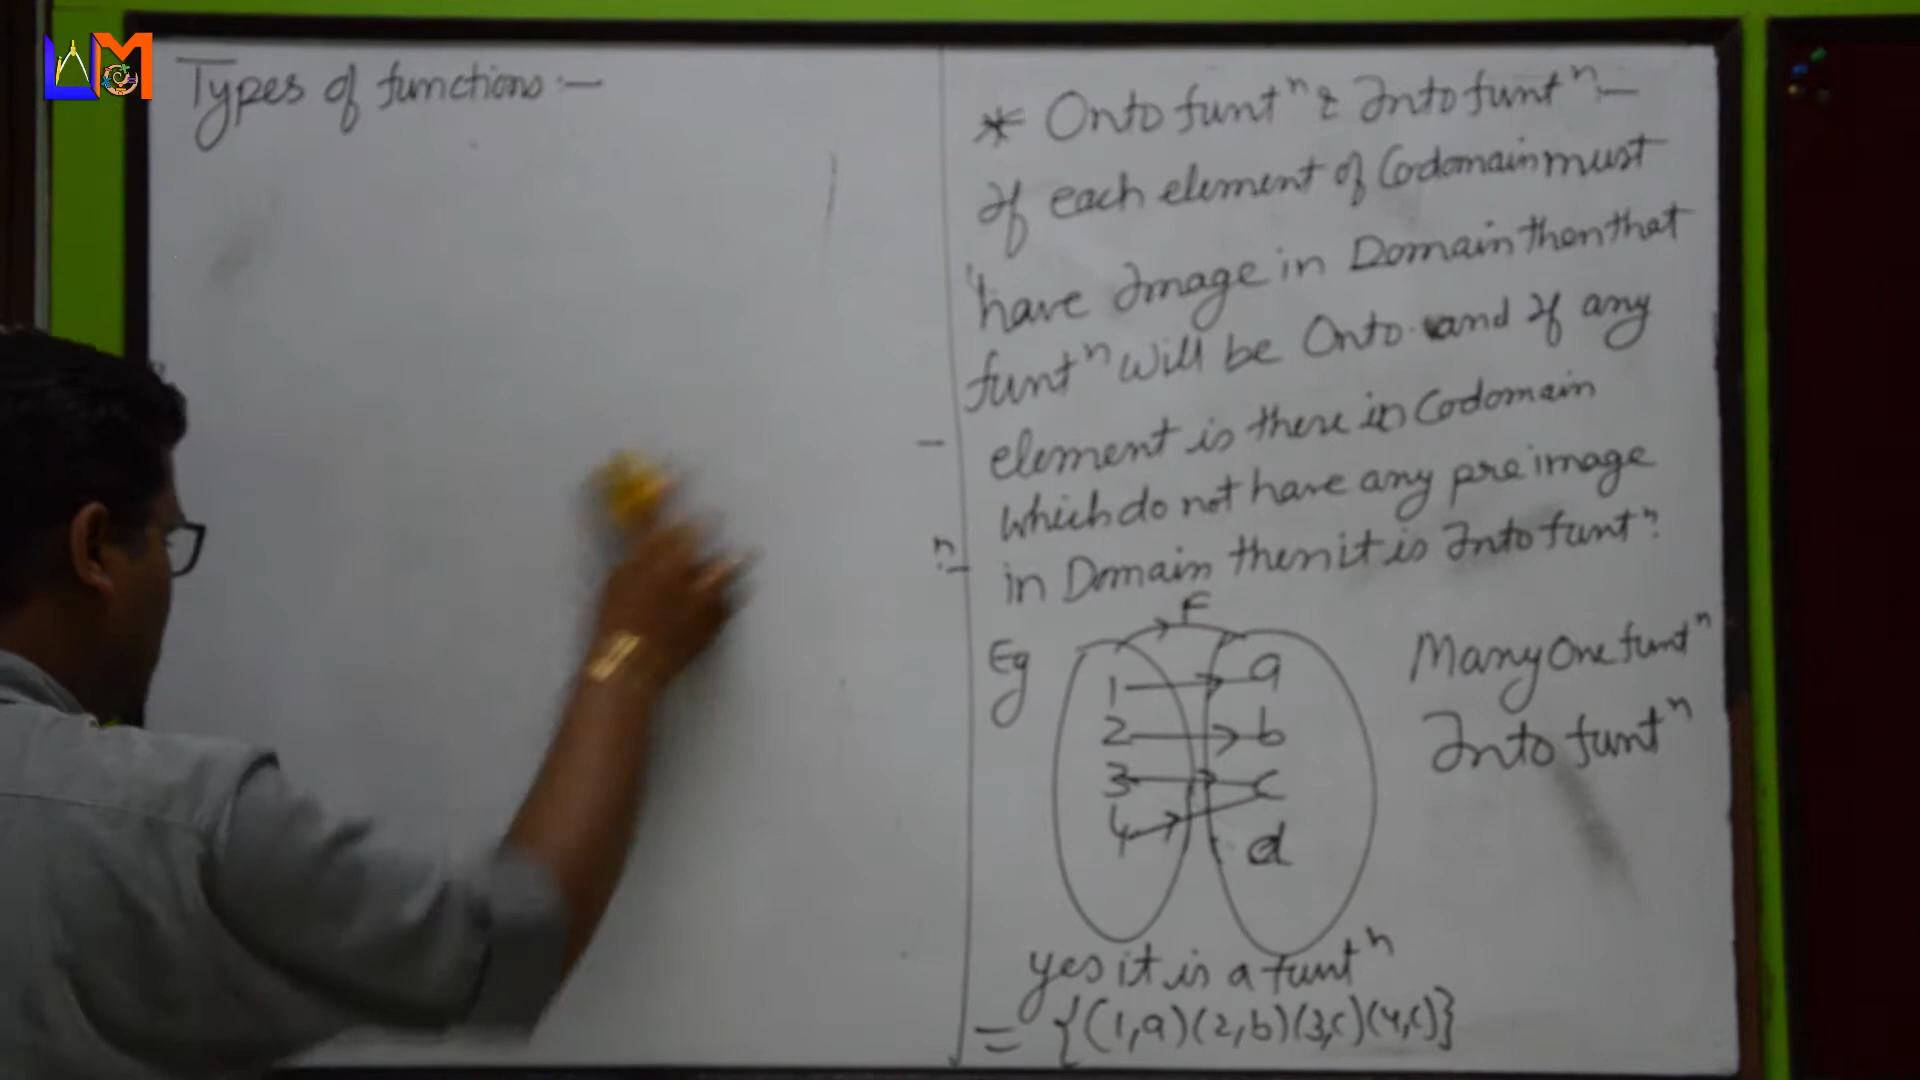 Types of functions :-
* Onto funtⁿ & Into funtⁿ :-
If each element of Codomain must
have Image in Domain then that
funtⁿ will be Onto and If any
element is there in Codomain
which do not have any pre image
in Domain then it is Into funtⁿ.
F
Eg
1 a
2 b
3 c
4
d
Many One funtⁿ
Into funtⁿ
yes it is a funtⁿ
= {(1,a)(2,b)(3,c)(4,c)}